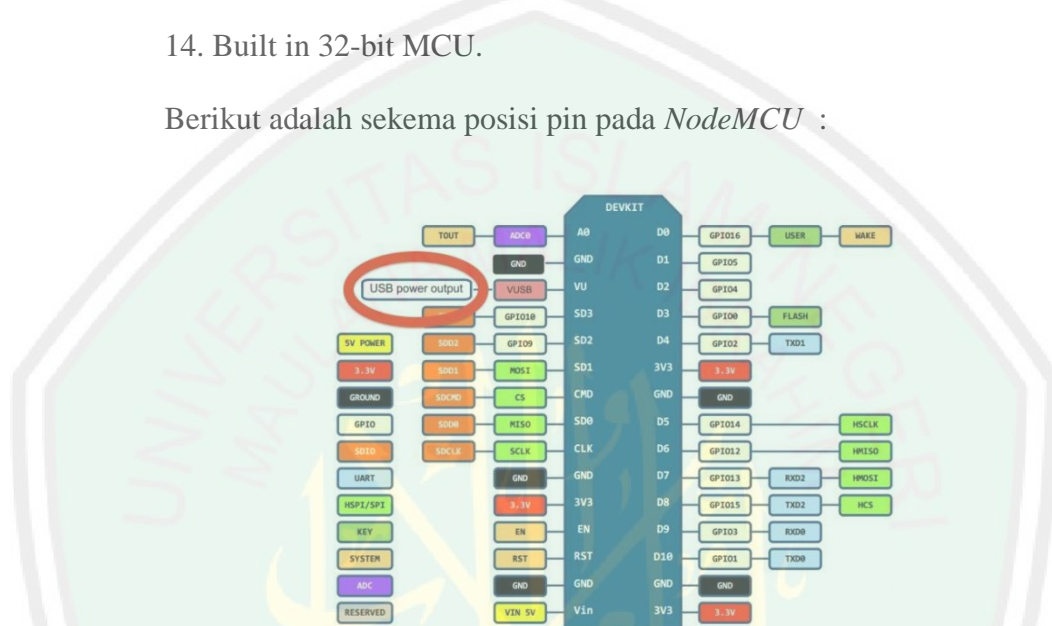 14. Built in 32-bit MCU.
Berikut adalah sekema posisi pin pada NodeMCU :
UNIVERSITAS ISLAM NEGERI
DEVKIT
TOUT ADC0 A0 D0 GPIO16 USER WAKE
GND GND D1 GPIO5
USB power output VUSB VU D2 GPIO4
GPIO10 SD3 D3 GPIO0 FLASH
5V POWER SDD2 GPIO9 SD2 D4 GPIO2 TXD1
3.3V SDD1 MOSI SD1 3V3 3.3V
GROUND SDCMD CS CMD GND GND
GPIO SDD0 MISO SD0 D5 GPIO14 HSCLK
SDIO SDCLK SCLK CLK D6 GPIO12 HMISO
UART GND GND D7 GPIO13 RXD2 HMOSI
HSPI/SPI 3.3V 3V3 D8 GPIO15 TXD2 HCS
KEY EN EN D9 GPIO3 RXD0
SYSTEM RST RST D10 GPIO1 TXD0
ADC GND GND GND GND
RESERVED VIN 5V Vin 3V3 3.3V